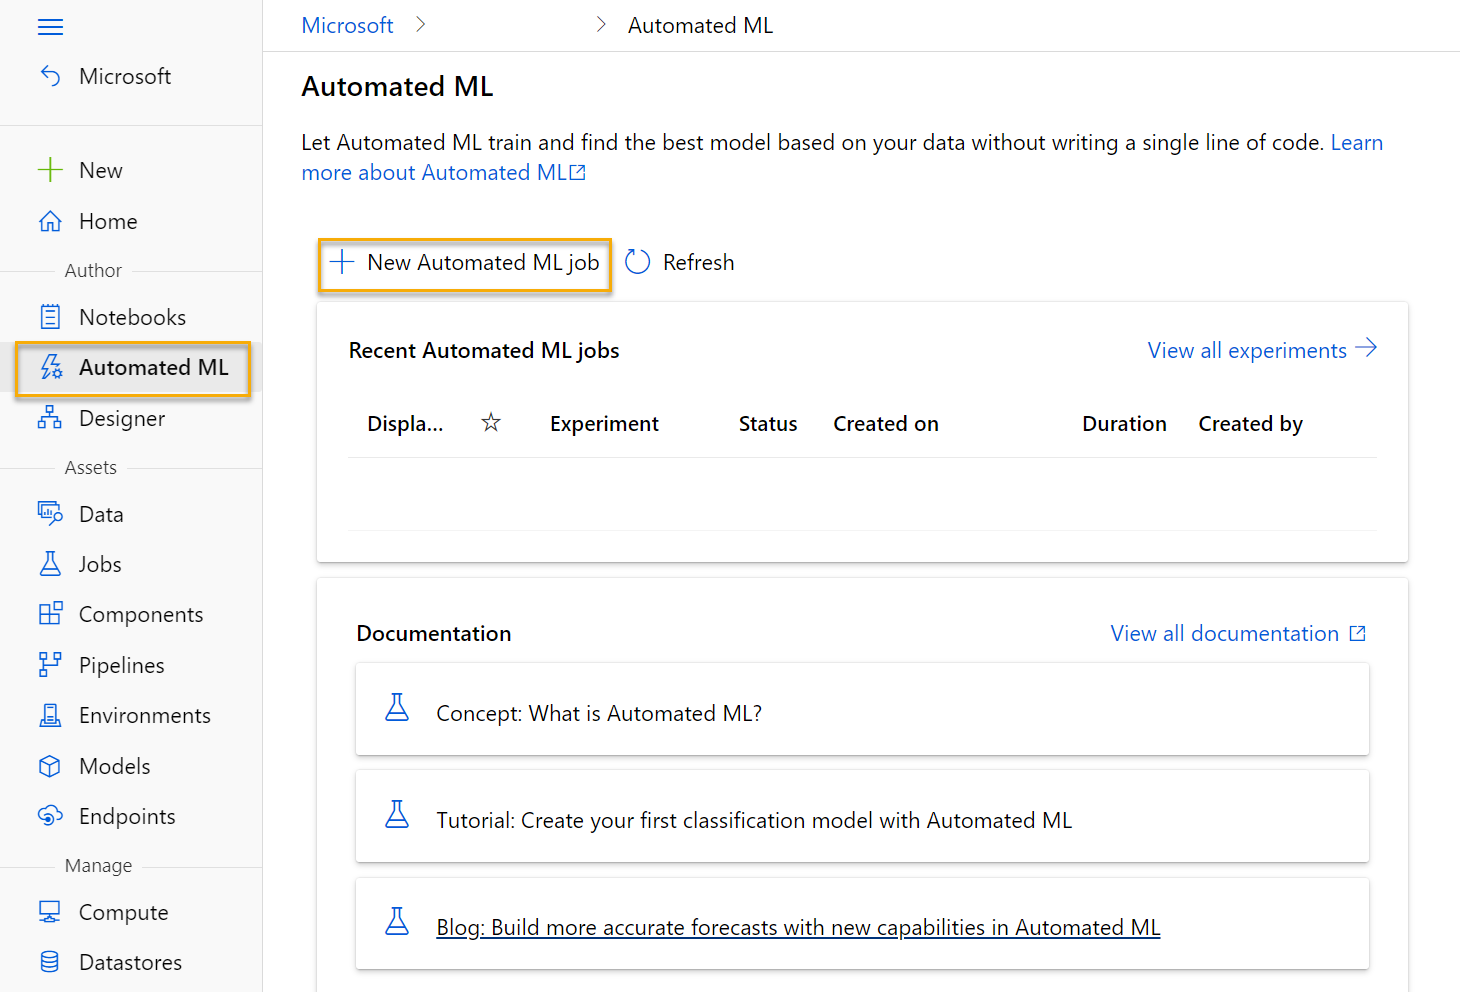 Microsoft
New
Home
Author
Notebooks
Automated ML
Designer
Assets
Data
Jobs
Components
Pipelines
Environments
Models
Endpoints
Manage
Compute
Datastores
Microsoft > > Automated ML
Automated ML
Let Automated ML train and find the best model based on your data without writing a single line of code. Learn
more about Automated ML
New Automated ML job Refresh
Recent Automated ML jobs View all experiments
Displa... Experiment Status Created on Duration Created by
Documentation View all documentation
Concept: What is Automated ML?
Tutorial: Create your first classification model with Automated ML
Blog: Build more accurate forecasts with new capabilities in Automated ML